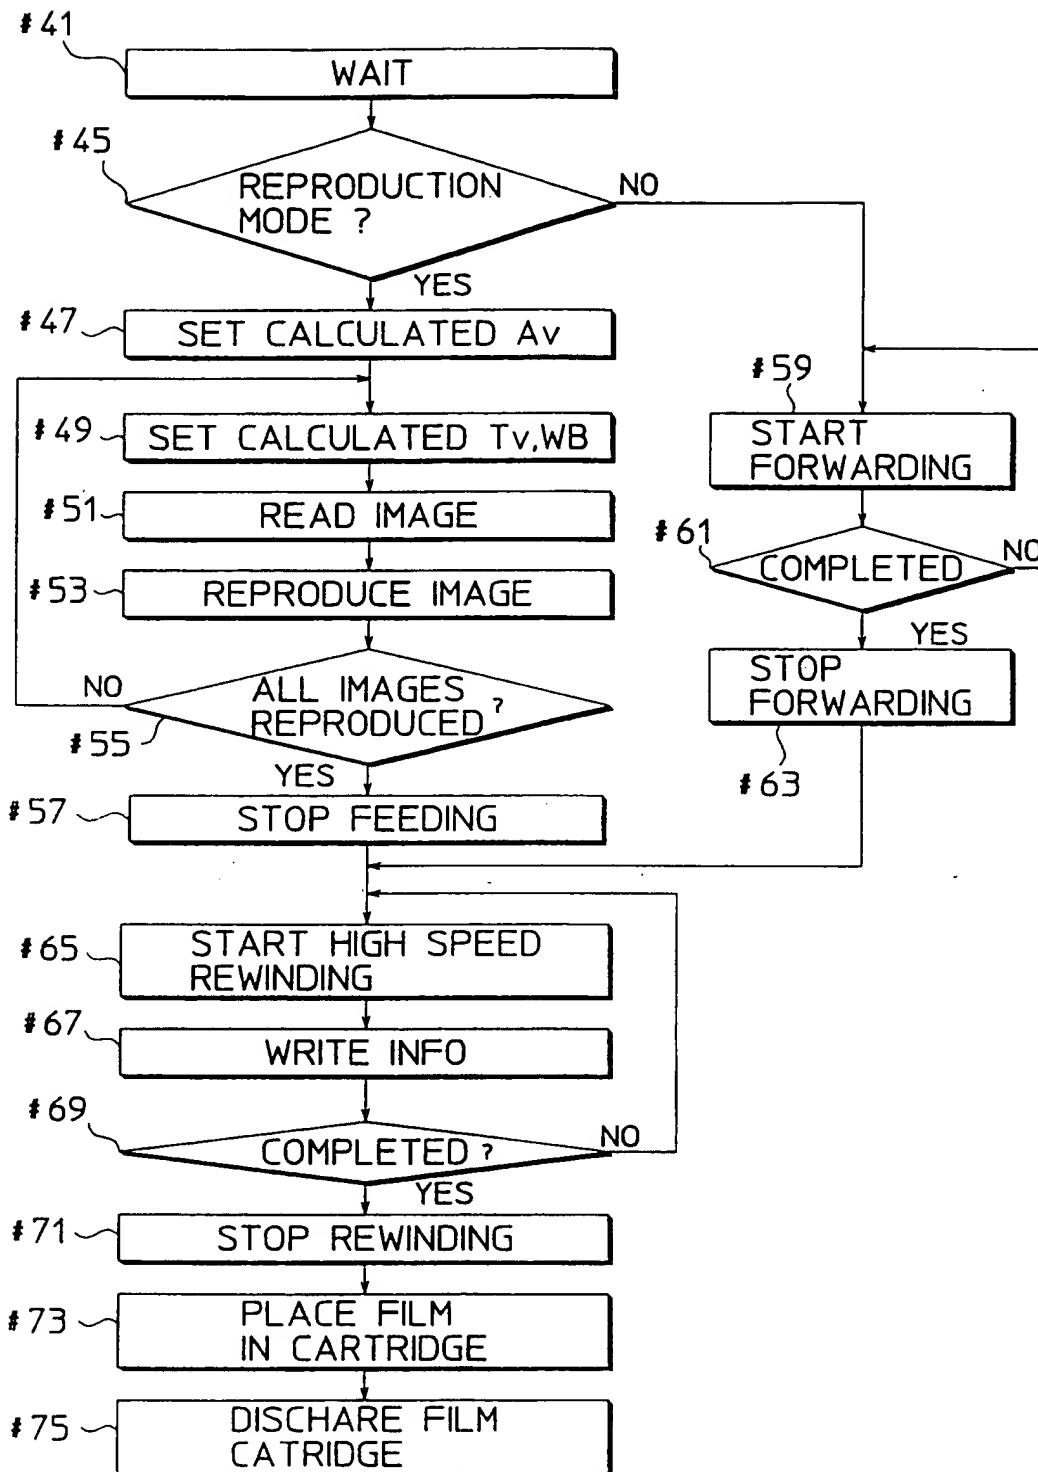 #41
WAIT
#45
REPRODUCTION
MODE ?
NO
YES
#47
SET CALCULATED Av
#49
SET CALCULATED Tv,WB
#51
READ IMAGE
#53
REPRODUCE IMAGE
NO
ALL IMAGES
REPRODUCED ?
#55
YES
#57
STOP FEEDING
#59
START
FORWARDING
#61
COMPLETED
NO
YES
STOP
FORWARDING
#63
#65
START HIGH SPEED
REWINDING
#67
WRITE INFO
#69
COMPLETED ?
NO
YES
#71
STOP REWINDING
#73
PLACE FILM
IN CARTRIDGE
#75
DISCHARE FILM
CATRIDGE